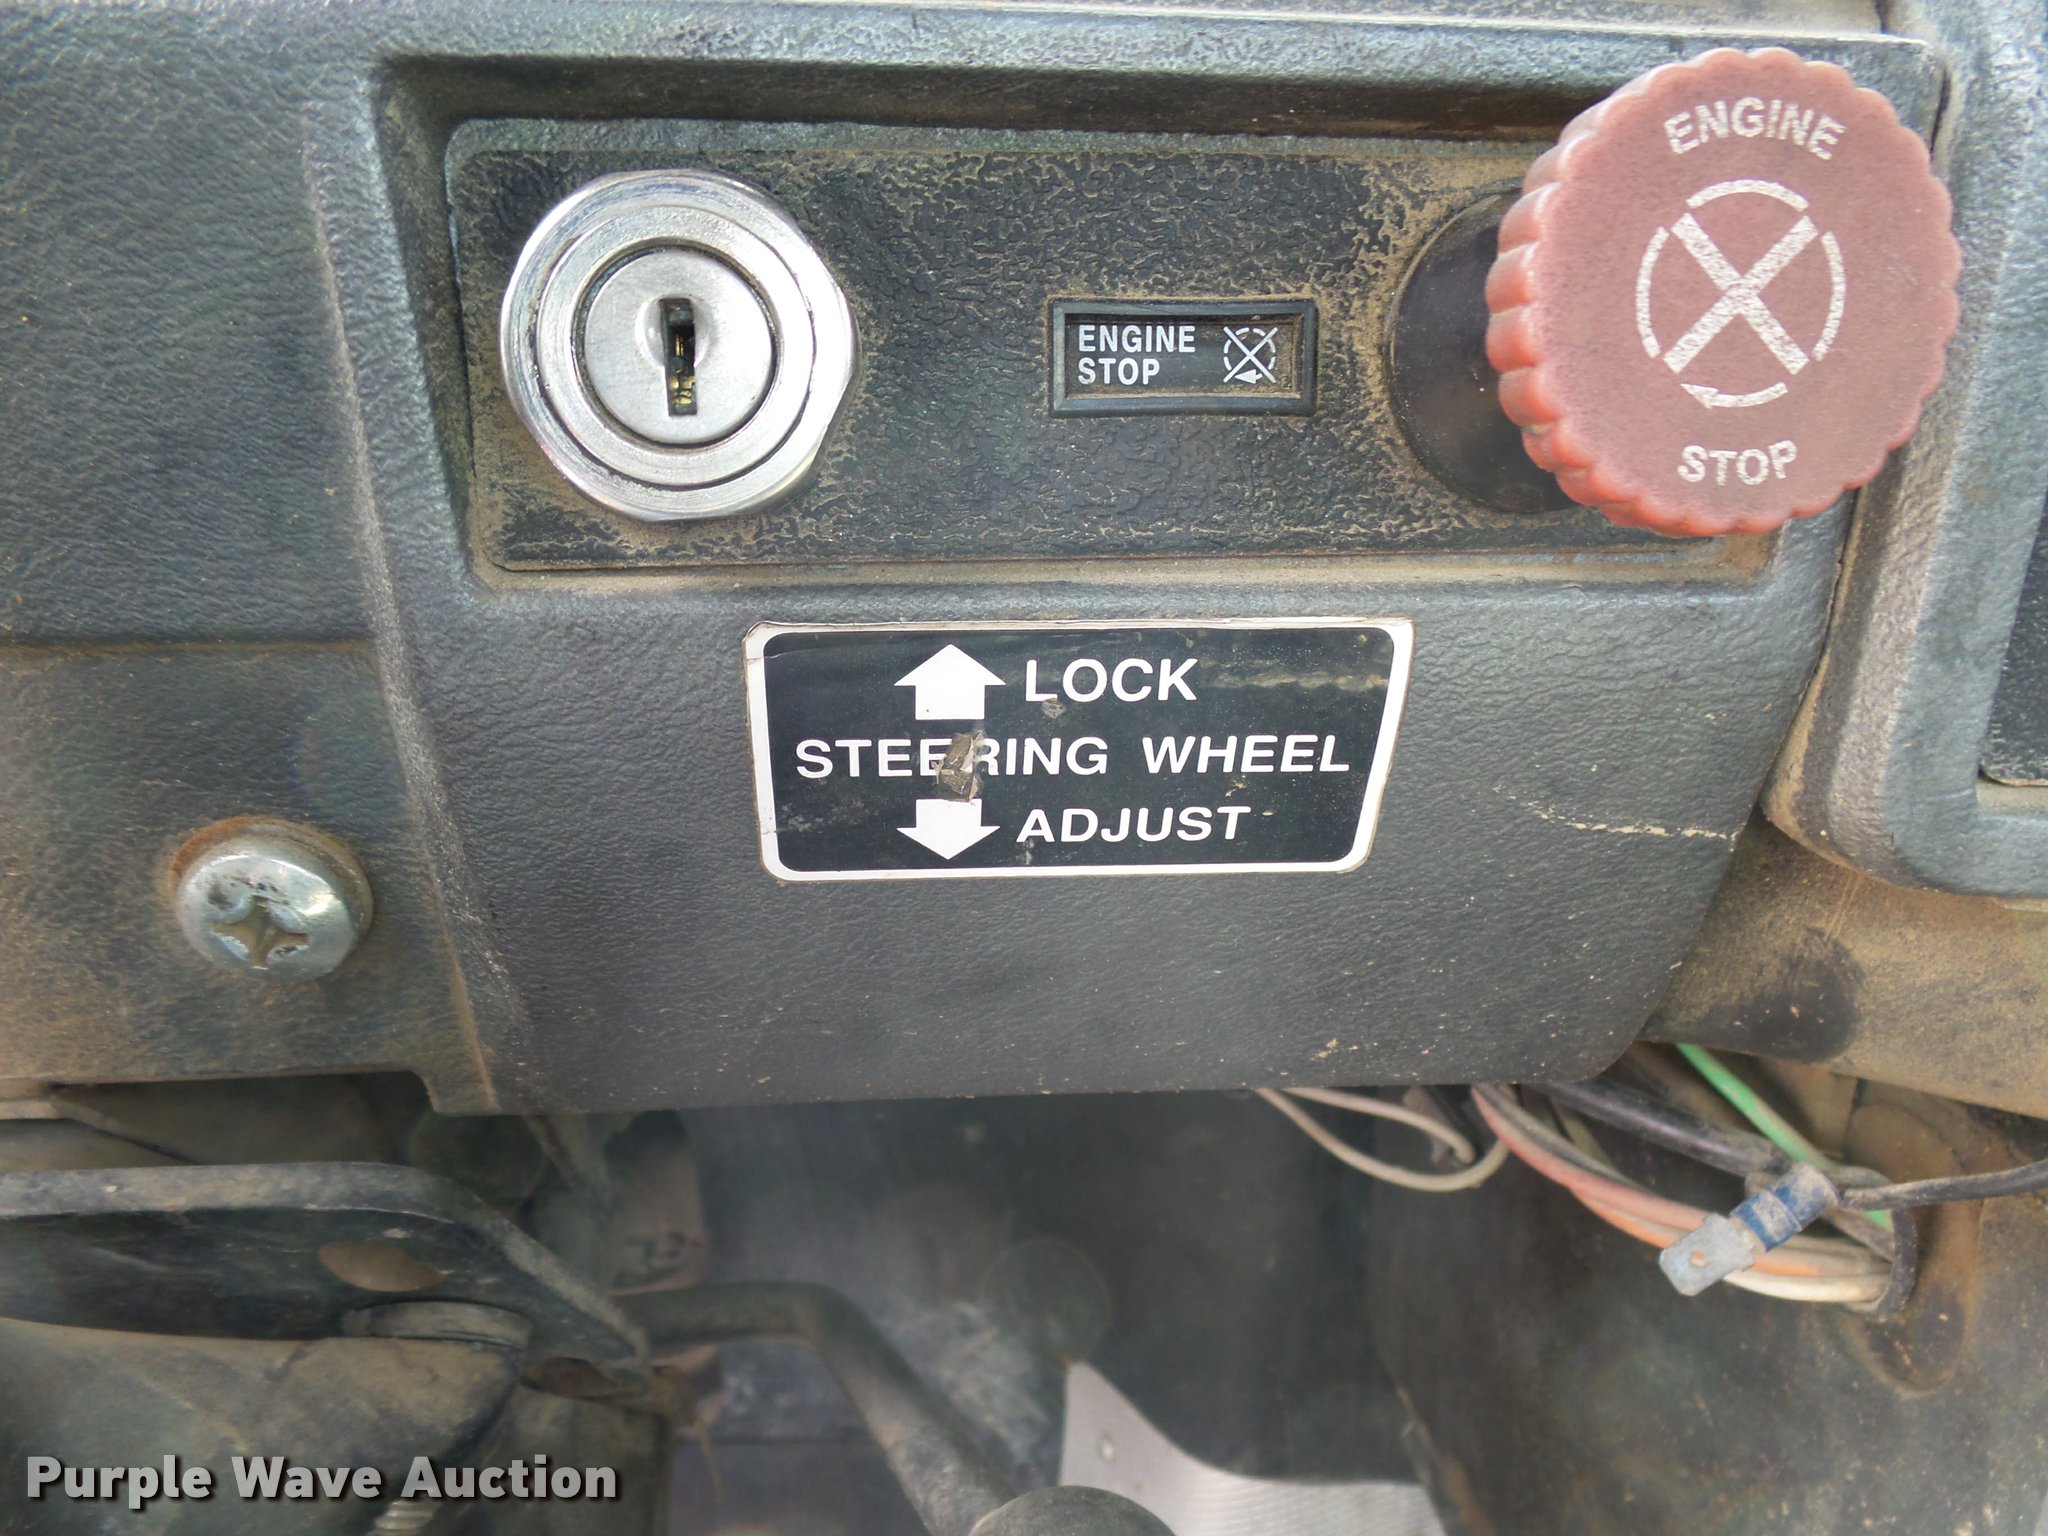 ENGINE
STOP
ENGINE
STOP
LOCK
STEERING WHEEL
ADJUST
Purple Wave Auction